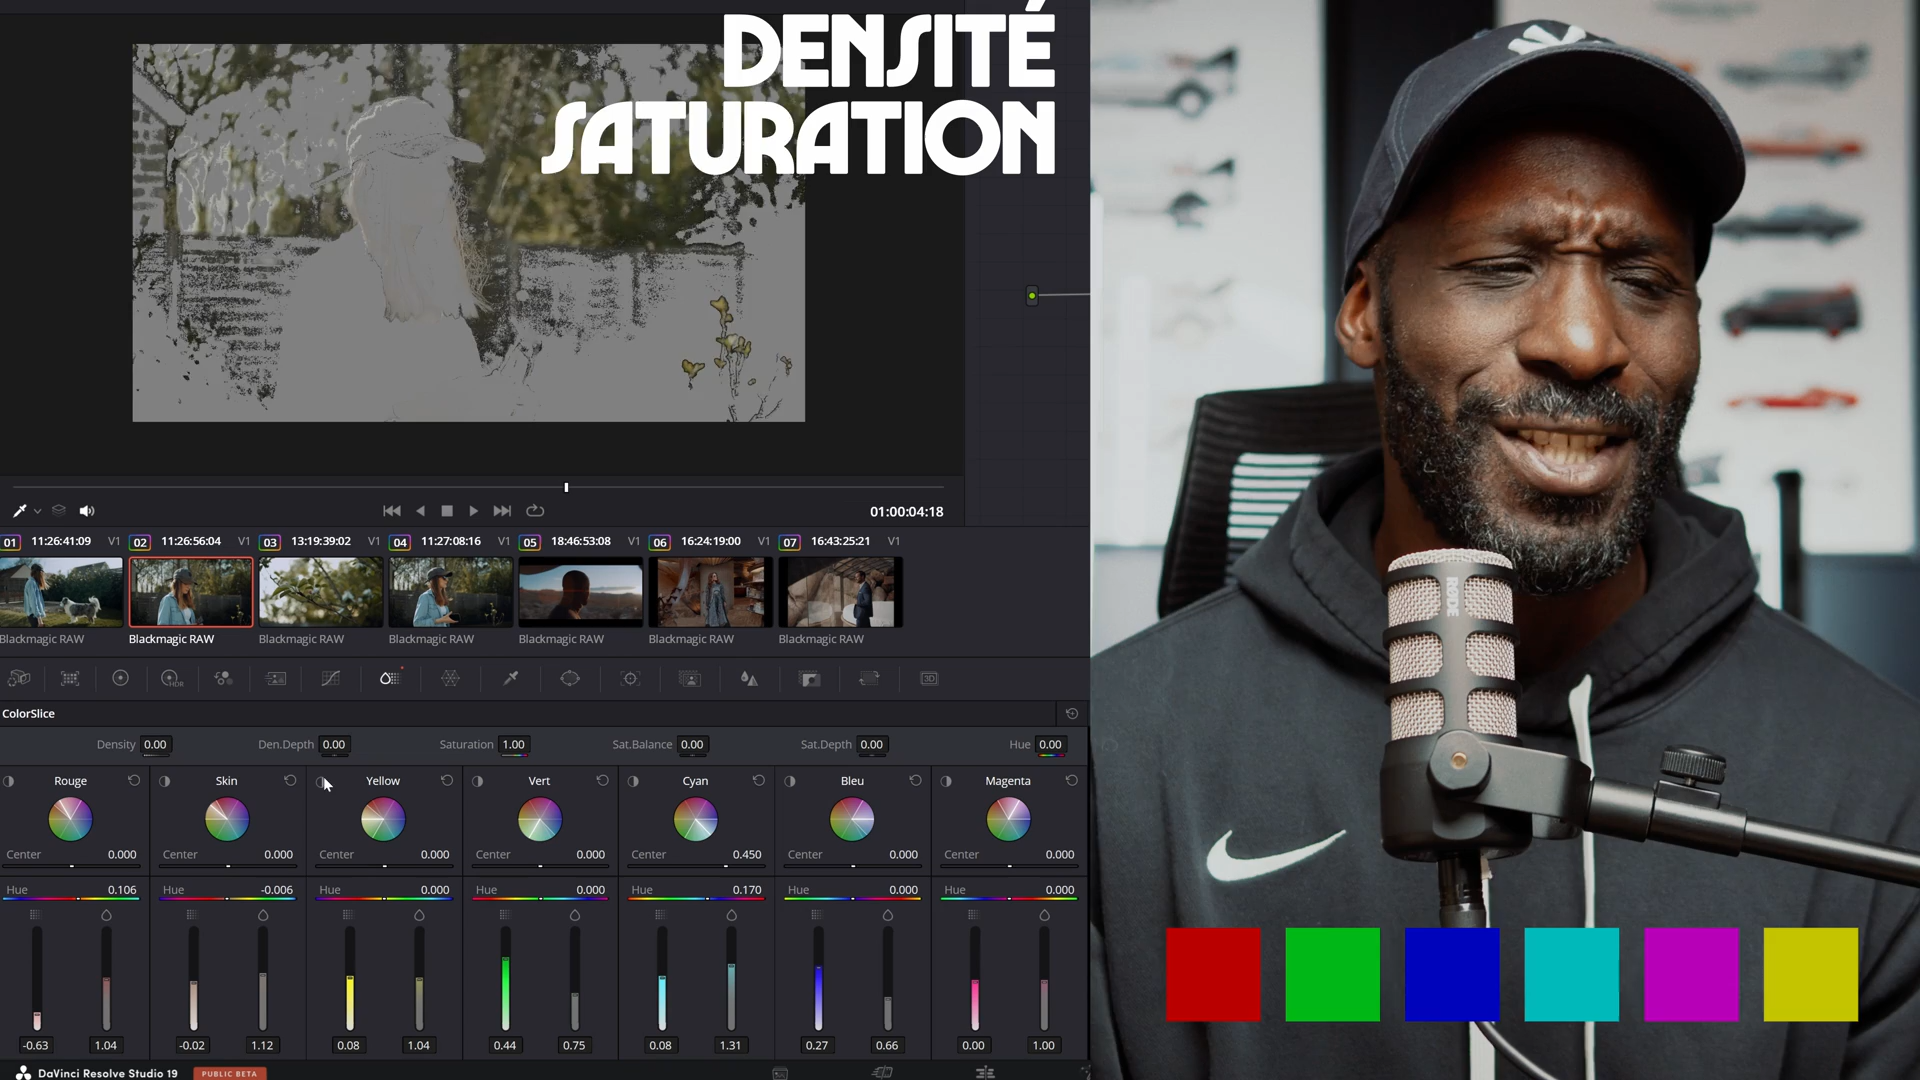 DENSITÉ
SATURATION
01:00:04:18
01 11:26:41:09 V1 02 11:26:56:04 V1 03 13:19:39:02 V1 04 11:27:08:16 V1 05 18:46:53:08 V1 06 16:24:19:00 V1 07 16:43:25:21 V1
Blackmagic RAW Blackmagic RAW Blackmagic RAW Blackmagic RAW Blackmagic RAW Blackmagic RAW Blackmagic RAW
HDR 3D
ColorSlice
Density 0.00 Den.Depth 0.00 Saturation 1.00 Sat.Balance 0.00 Sat.Depth 0.00 Hue 0.00
Rouge Skin Yellow Vert Cyan Bleu Magenta
Center 0.000 Center 0.000 Center 0.000 Center 0.000 Center 0.450 Center 0.000 Center 0.000
Hue 0.106 Hue -0.006 Hue 0.000 Hue 0.000 Hue 0.170 Hue 0.000 Hue 0.000
-0.63 1.04 -0.02 1.12 0.08 1.04 0.44 0.75 0.08 1.31 0.27 0.66 0.00 1.00
DaVinci Resolve Studio 19 PUBLIC BETA
RØDE